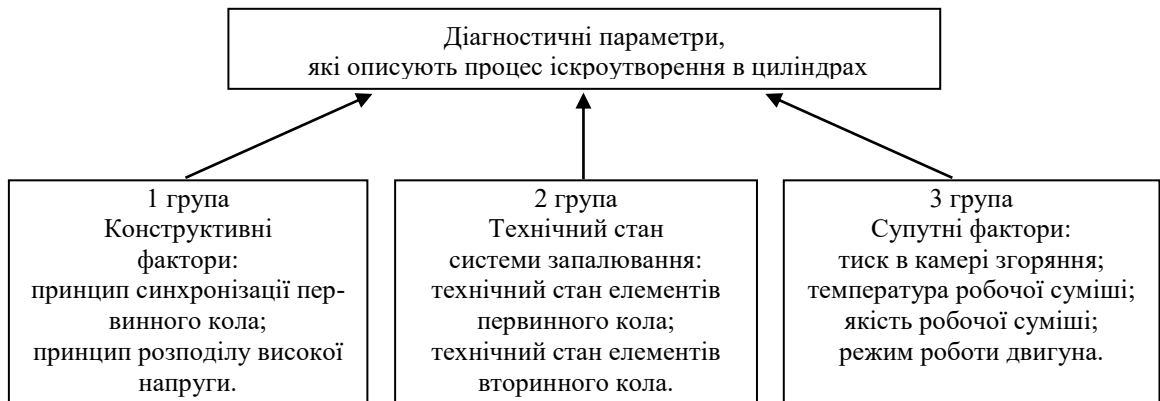 Діагностичні параметри,
які описують процес іскроутворення в циліндрах
1 група
Конструктивні
фактори:
принцип синхронізації пер-
винного кола;
принцип розподілу високої
напруги.
2 група
Технічний стан
системи запалювання:
технічний стан елементів
первинного кола;
технічний стан елементів
вторинного кола.
3 група
Супутні фактори:
тиск в камері згоряння;
температура робочої суміші;
якість робочої суміші;
режим роботи двигуна.